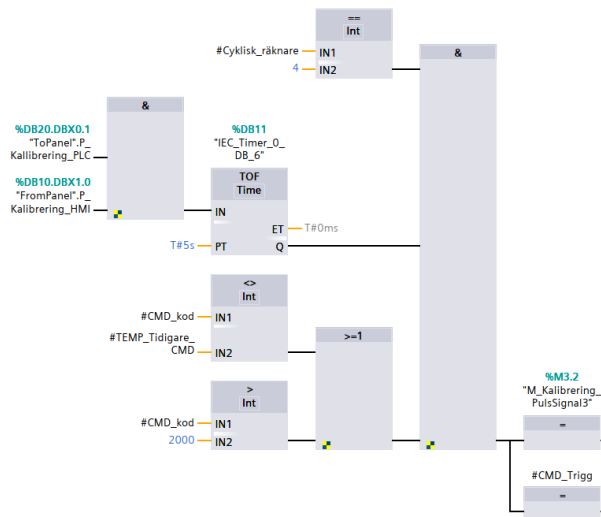 ==
Int
#Cyklisk_räknare
IN1
4
IN2
&
&
%DB20.DBX0.1
"ToPanel".P_
Kallibrering_PLC
%DB10.DBX1.0
"FromPanel".P_
Kalibrering_HMI
%DB11
"IEC_Timer_0_
DB_6"
TOF
Time
IN
ET
T#0ms
T#5s
PT
Q
<>
Int
#CMD_kod
IN1
#TEMP_Tidigare_
CMD
IN2
>=1
>
Int
#CMD_kod
IN1
2000
IN2
%M3.2
"M_Kalibrering_
PulsSignal3"
=
#CMD_Trigg
=